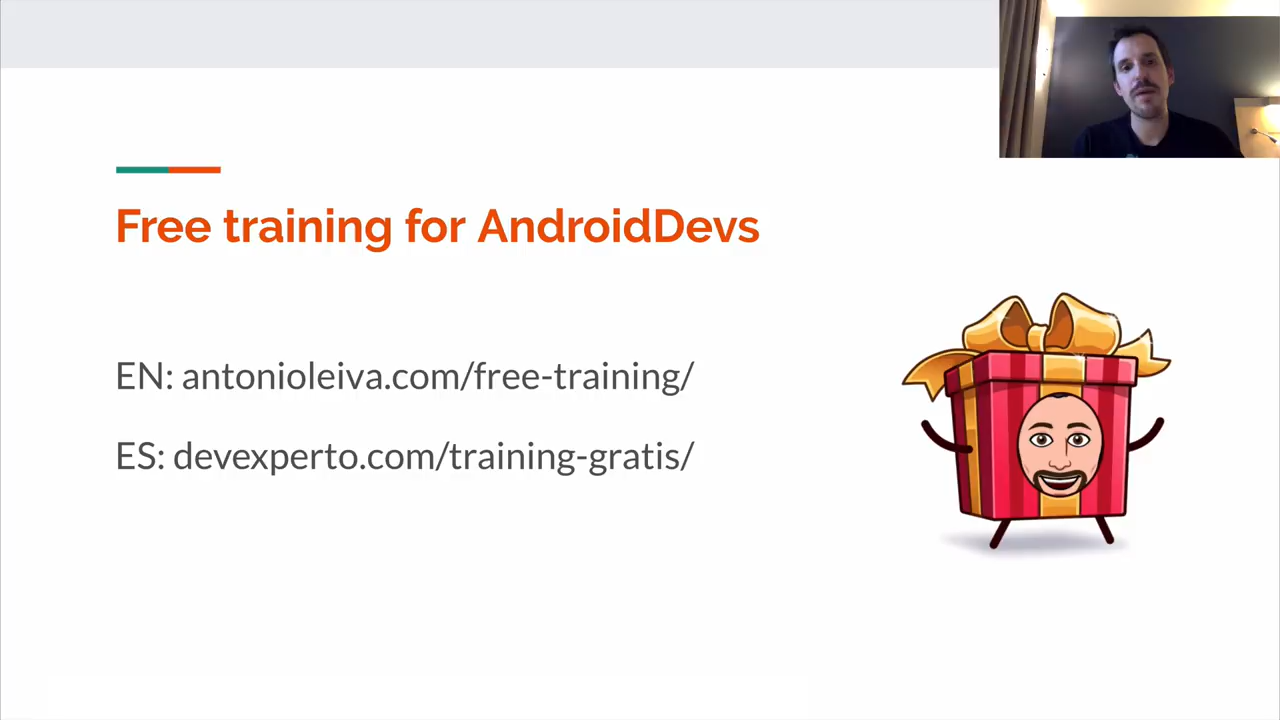 Free training for AndroidDevs
EN: antonioleiva.com/free-training/
ES: devexperto.com/training-gratis/